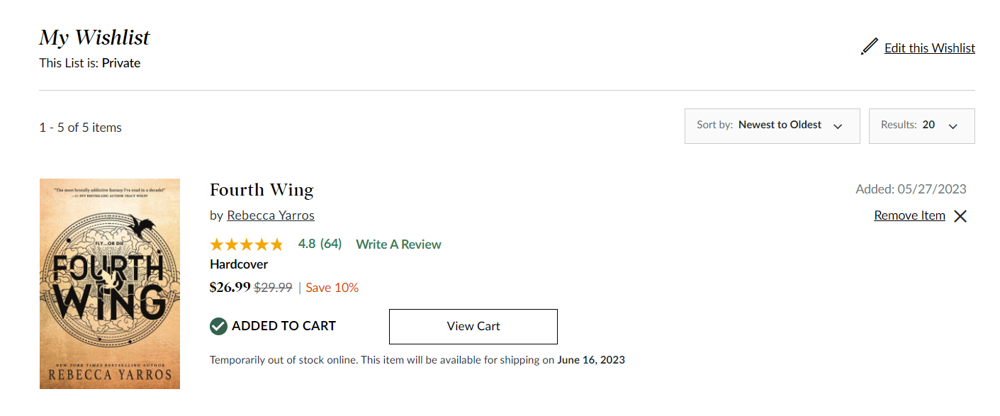 My Wishlist
This List is: Private
Edit this Wishlist
1 - 5 of 5 items
Sort by: Newest to Oldest
Results: 20
"The most brutally addictive fantasy I've read in a decade!"
—#1 NYT BESTSELLING AUTHOR TRACY WOLFF
FLY...OR DIE
FOURTH
WING
NEW YORK TIMES BESTSELLING AUTHOR
REBECCA YARROS
Fourth Wing
by Rebecca Yarros
4.8 (64) Write A Review
Hardcover
$26.99 $29.99 | Save 10%
ADDED TO CART
View Cart
Temporarily out of stock online. This item will be available for shipping on June 16, 2023
Added: 05/27/2023
Remove Item